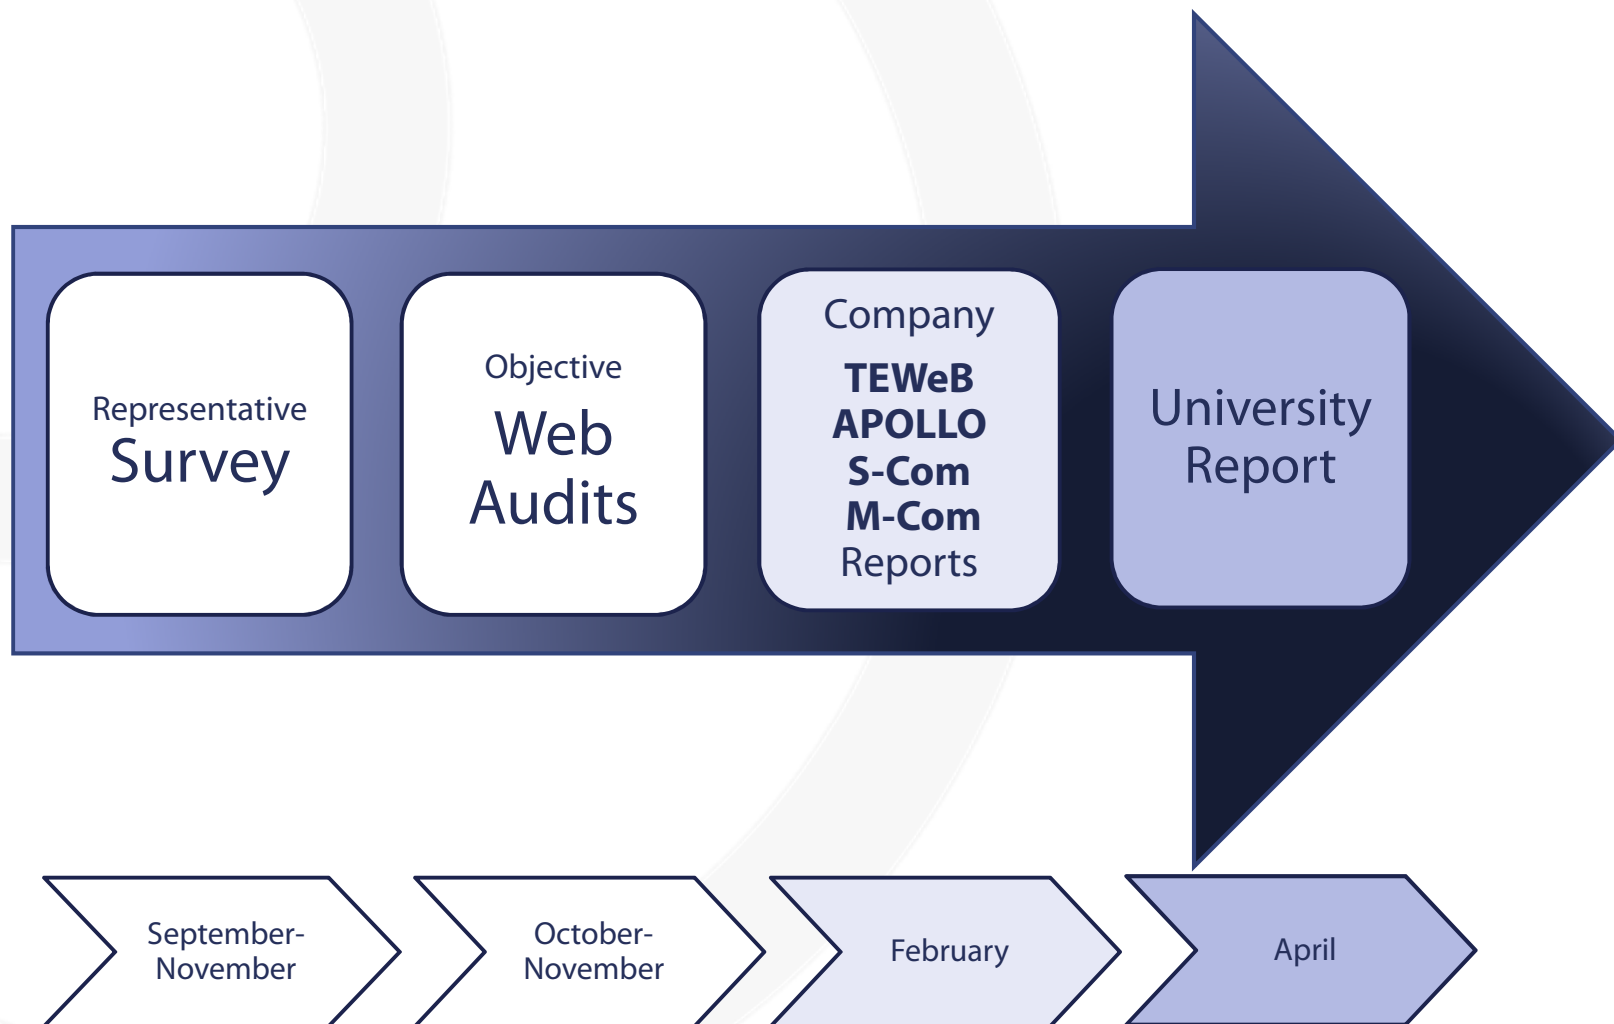 Representative
Survey
Objective
Web
Audits
Company
TEWeB
APOLLO
S-Com
M-Com
Reports
University
Report
September-
November
October-
November
February
April